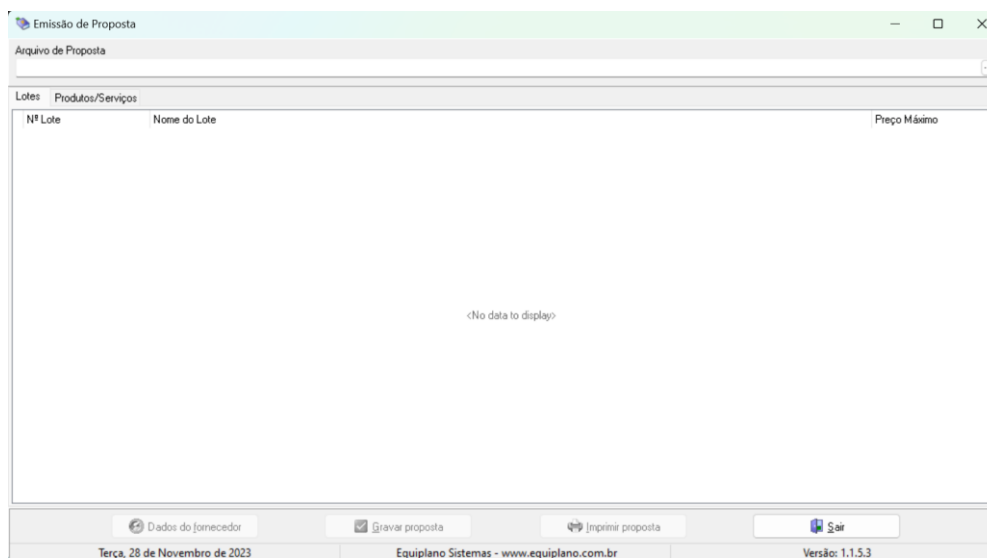 Emissão de Proposta
Arquivo de Proposta
Lotes Produtos/Serviços
Nº Lote Nome do Lote Preço Máximo
<No data to display>
Dados do fornecedor Gravar proposta Imprimir proposta Sair
Terça, 28 de Novembro de 2023 Equiplano Sistemas - www.equiplano.com.br Versão: 1.1.5.3